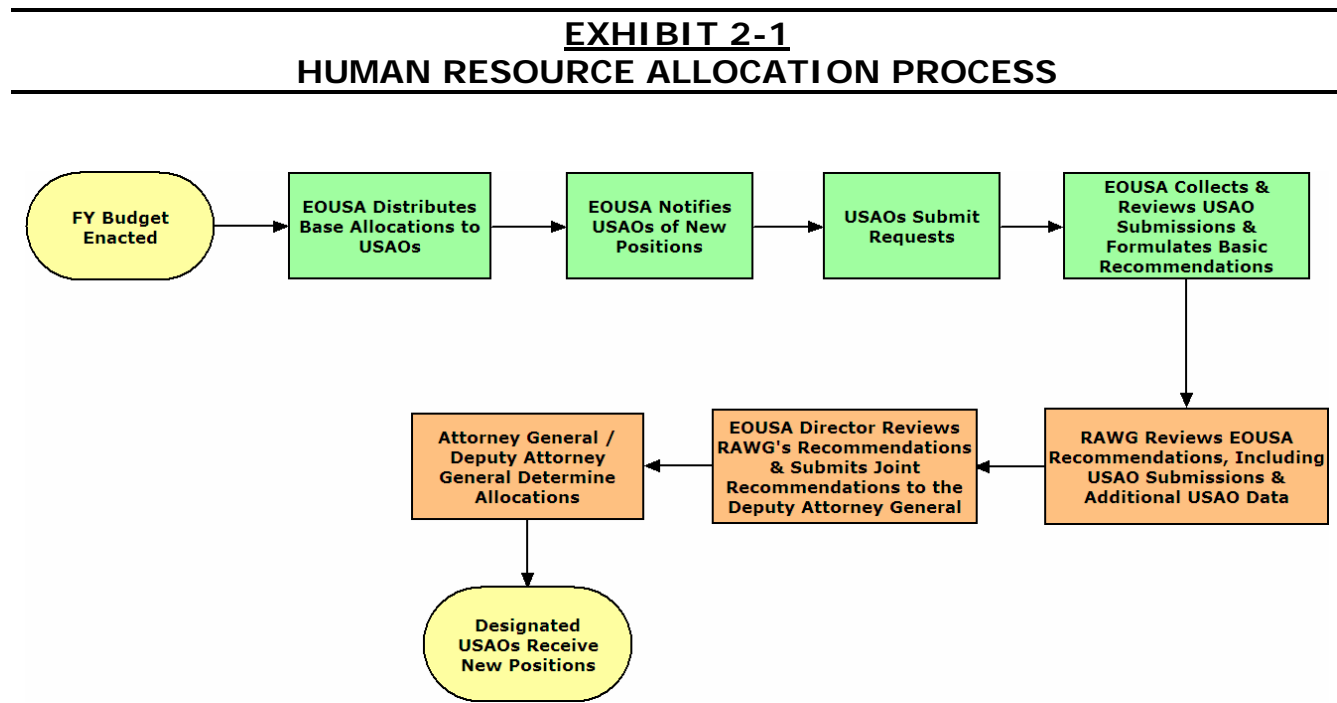 EXHIBIT 2-1
HUMAN RESOURCE ALLOCATION PROCESS
FY Budget
Enacted
EOUSA Distributes
Base Allocations to
USAOs
EOUSA Notifies
USAOs of New
Positions
USAOs Submit
Requests
EOUSA Collects &
Reviews USAO
Submissions &
Formulates Basic
Recommendations
RAWG Reviews EOUSA
Recommendations, Including
USAO Submissions &
Additional USAO Data
EOUSA Director Reviews
RAWG's Recommendations
& Submits Joint
Recommendations to the
Deputy Attorney General
Attorney General /
Deputy Attorney
General Determine
Allocations
Designated
USAOs Receive
New Positions